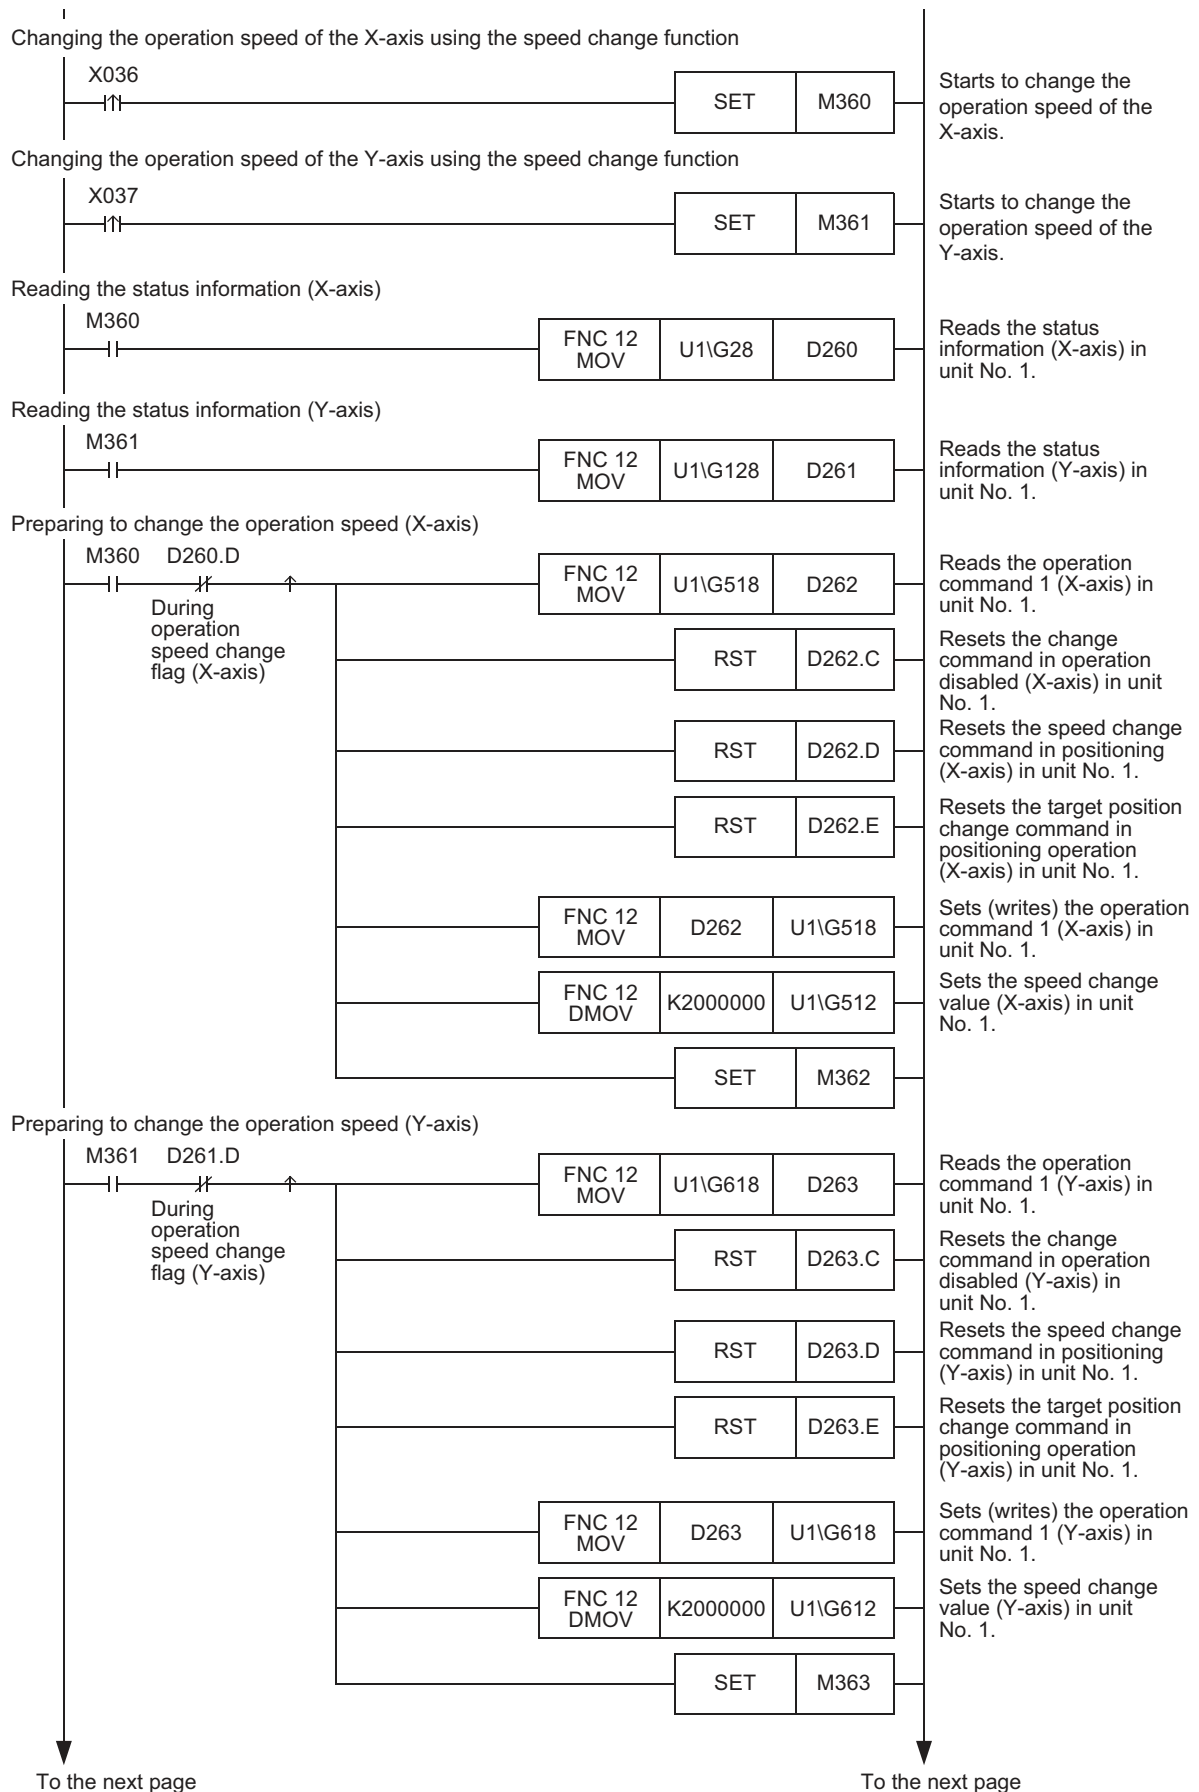 Changing the operation speed of the X-axis using the speed change function
X036
SET
M360
Starts to change the
operation speed of the
X-axis.
Changing the operation speed of the Y-axis using the speed change function
X037
SET
M361
Starts to change the
operation speed of the
Y-axis.
Reading the status information (X-axis)
M360
FNC 12
MOV
U1\G28
D260
Reads the status
information (X-axis) in
unit No. 1.
Reading the status information (Y-axis)
M361
FNC 12
MOV
U1\G128
D261
Reads the status
information (Y-axis) in
unit No. 1.
Preparing to change the operation speed (X-axis)
M360
D260.D
During
operation
speed change
flag (X-axis)
FNC 12
MOV
U1\G518
D262
Reads the operation
command 1 (X-axis) in
unit No. 1.
RST
D262.C
Resets the change
command in operation
disabled (X-axis) in unit
No. 1.
RST
D262.D
Resets the speed change
command in positioning
(X-axis) in unit No. 1.
RST
D262.E
Resets the target position
change command in
positioning operation
(X-axis) in unit No. 1.
FNC 12
MOV
D262
U1\G518
Sets (writes) the operation
command 1 (X-axis) in
unit No. 1.
FNC 12
DMOV
K2000000
U1\G512
Sets the speed change
value (X-axis) in unit
No. 1.
SET
M362
Preparing to change the operation speed (Y-axis)
M361
D261.D
During
operation
speed change
flag (Y-axis)
FNC 12
MOV
U1\G618
D263
Reads the operation
command 1 (Y-axis) in
unit No. 1.
RST
D263.C
Resets the change
command in operation
disabled (Y-axis) in
unit No. 1.
RST
D263.D
Resets the speed change
command in positioning
(Y-axis) in unit No. 1.
RST
D263.E
Resets the target position
change command in
positioning operation
(Y-axis) in unit No. 1.
FNC 12
MOV
D263
U1\G618
Sets (writes) the operation
command 1 (Y-axis) in
unit No. 1.
FNC 12
DMOV
K2000000
U1\G612
Sets the speed change
value (Y-axis) in unit
No. 1.
SET
M363
To the next page
To the next page